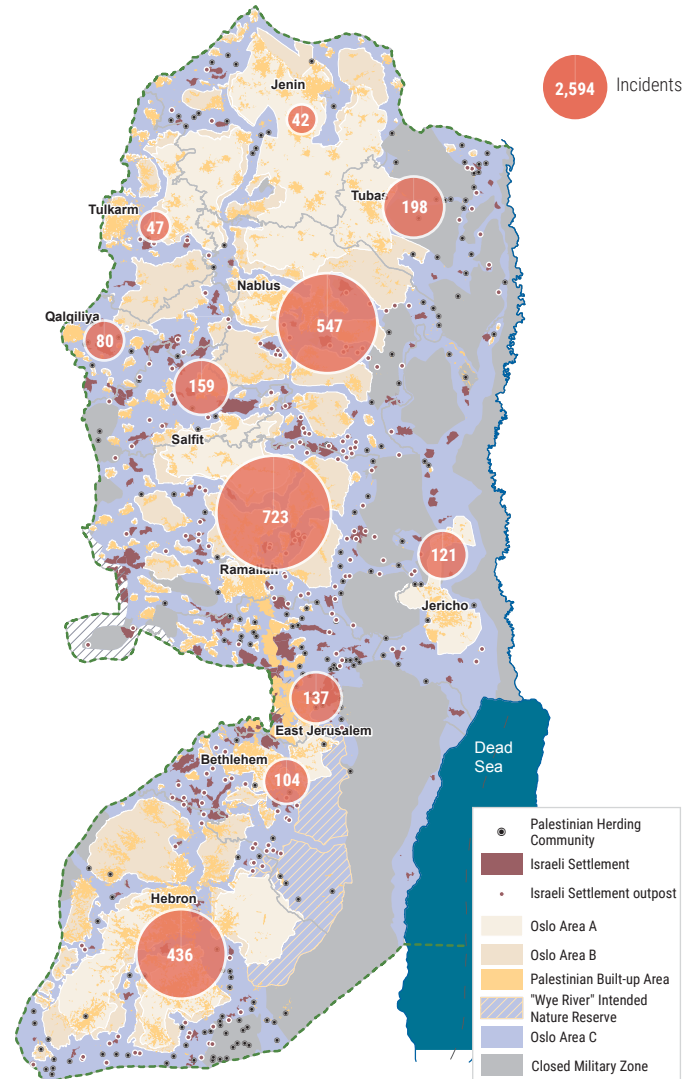 2,594
Incidents
Jenin
42
Tubas
198
Tulkarm
47
Nablus
547
Qalqiliya
80
159
Salfit
723
Ramallah
121
Jericho
137
East Jerusalem
Bethlehem
104
Hebron
436
Dead
Sea
Palestinian Herding
Community
Israeli Settlement
Israeli Settlement outpost
Oslo Area A
Oslo Area B
Palestinian Built-up Area
"Wye River" Intended
Nature Reserve
Oslo Area C
Closed Military Zone